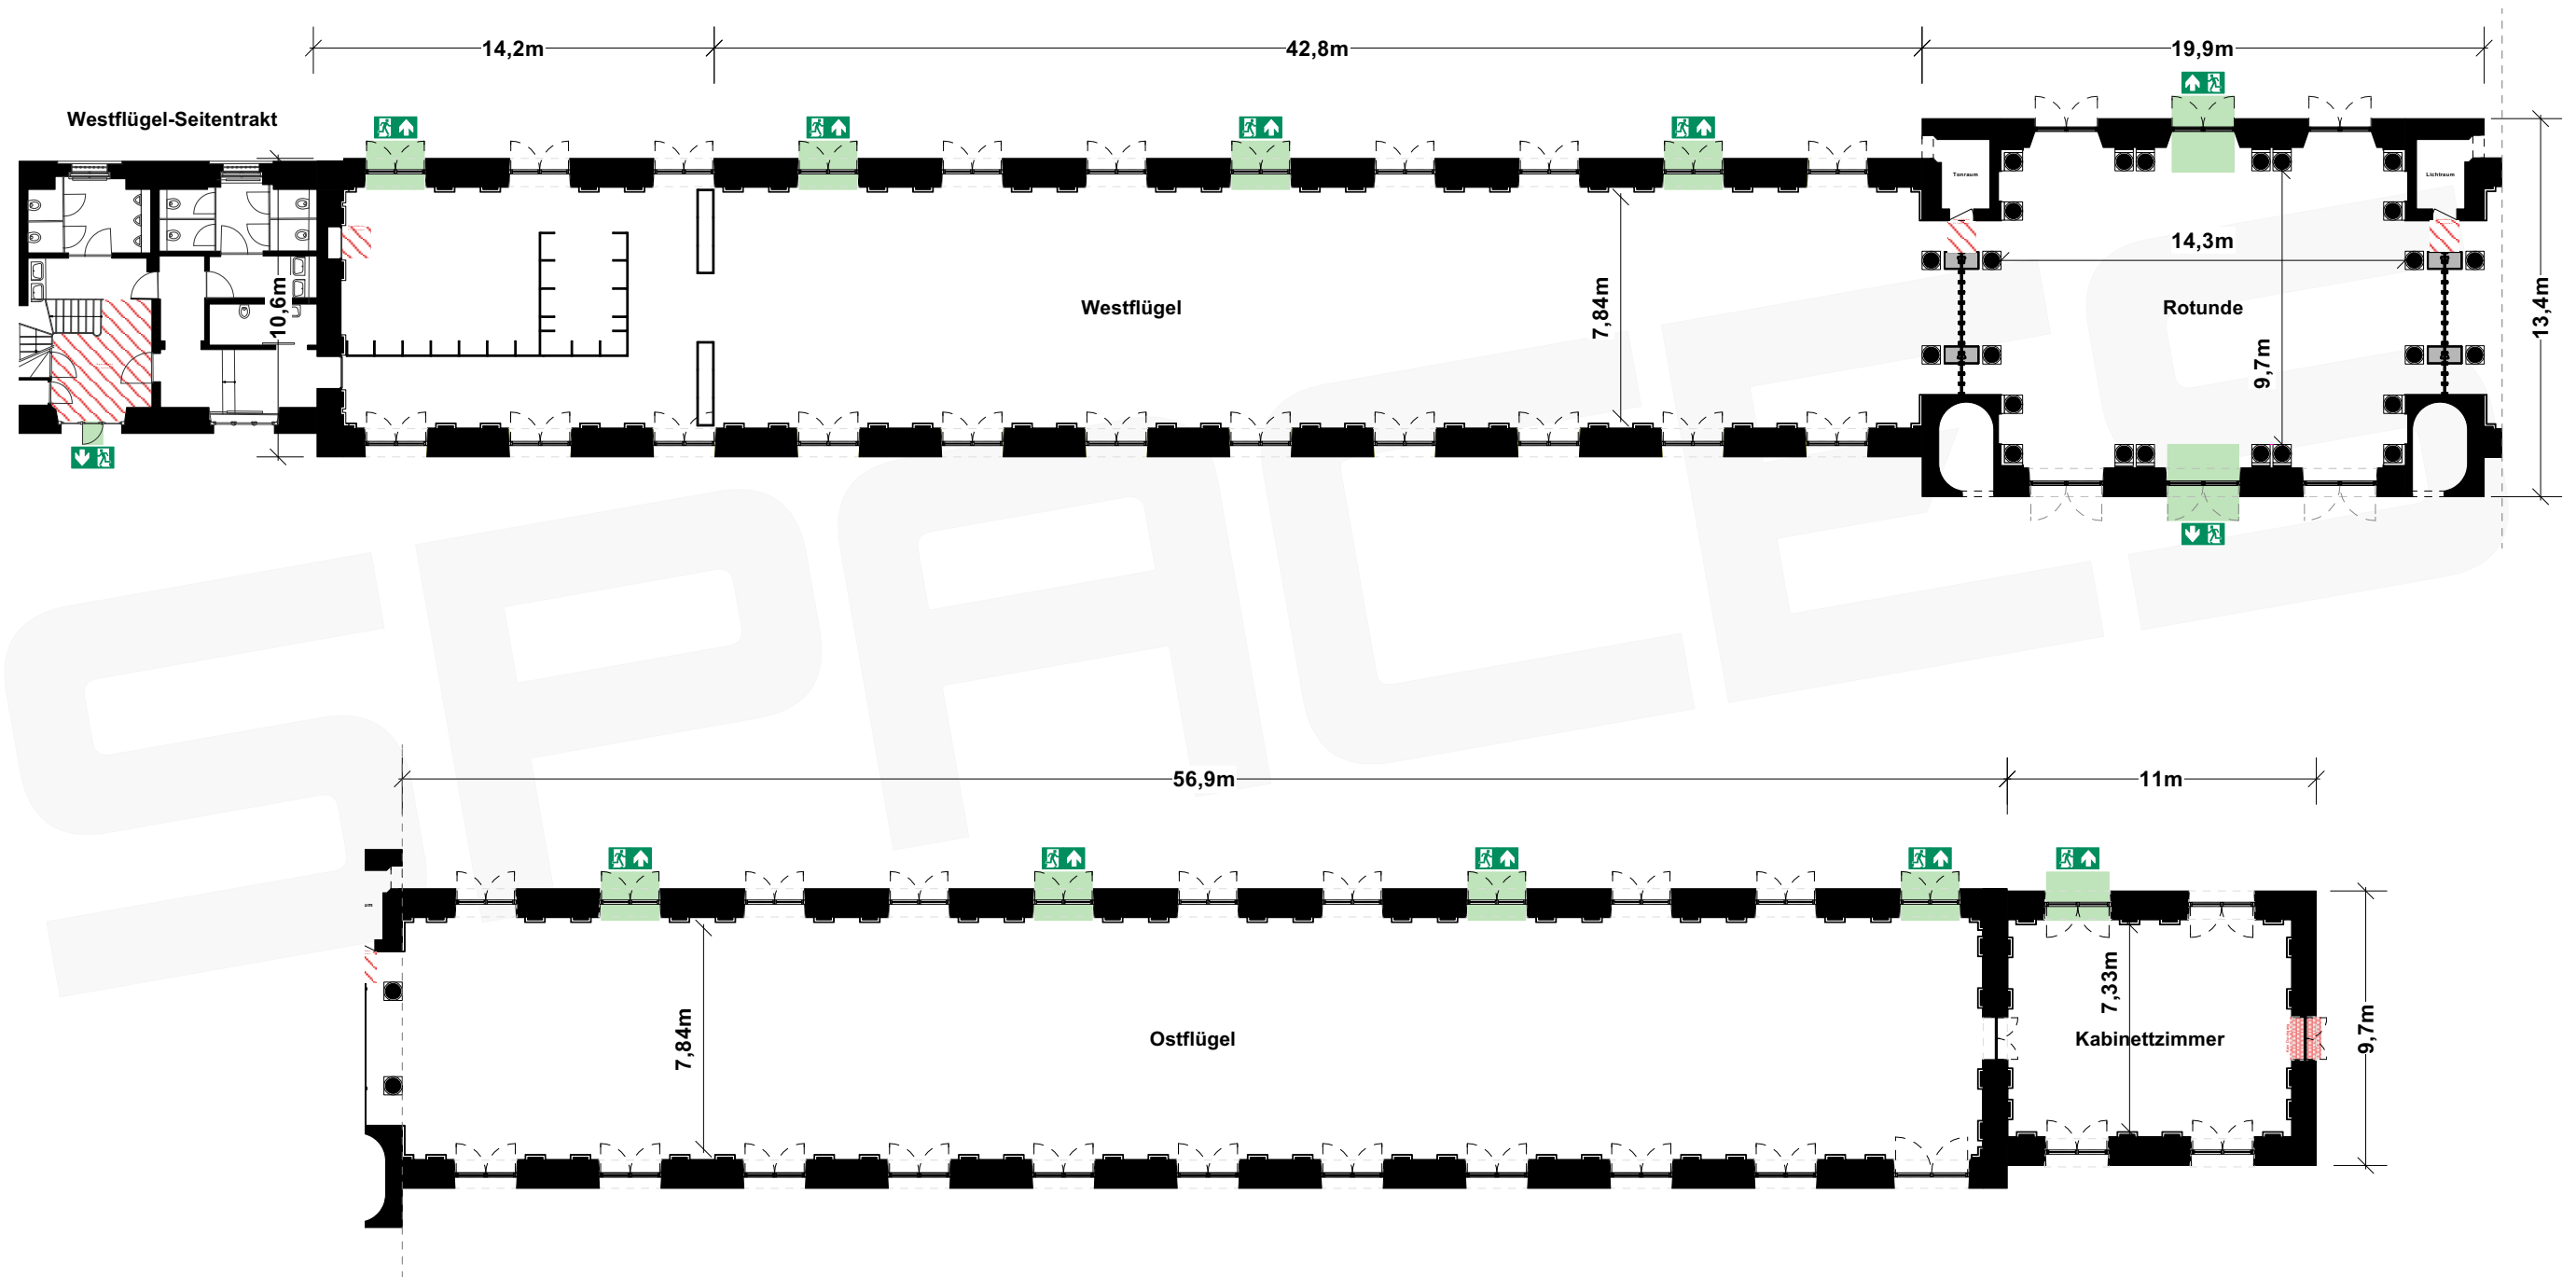 14,2m
42,8m
19,9m
Westflügel-Seitentrakt
Tonraum
Lichtraum
14,3m
10,6m
Westflügel
7,84m
Rotunde
9,7m
13,4m
SPACES
56,9m
11m
7,84m
Ostflügel
7,33m
Kabinettzimmer
9,7m